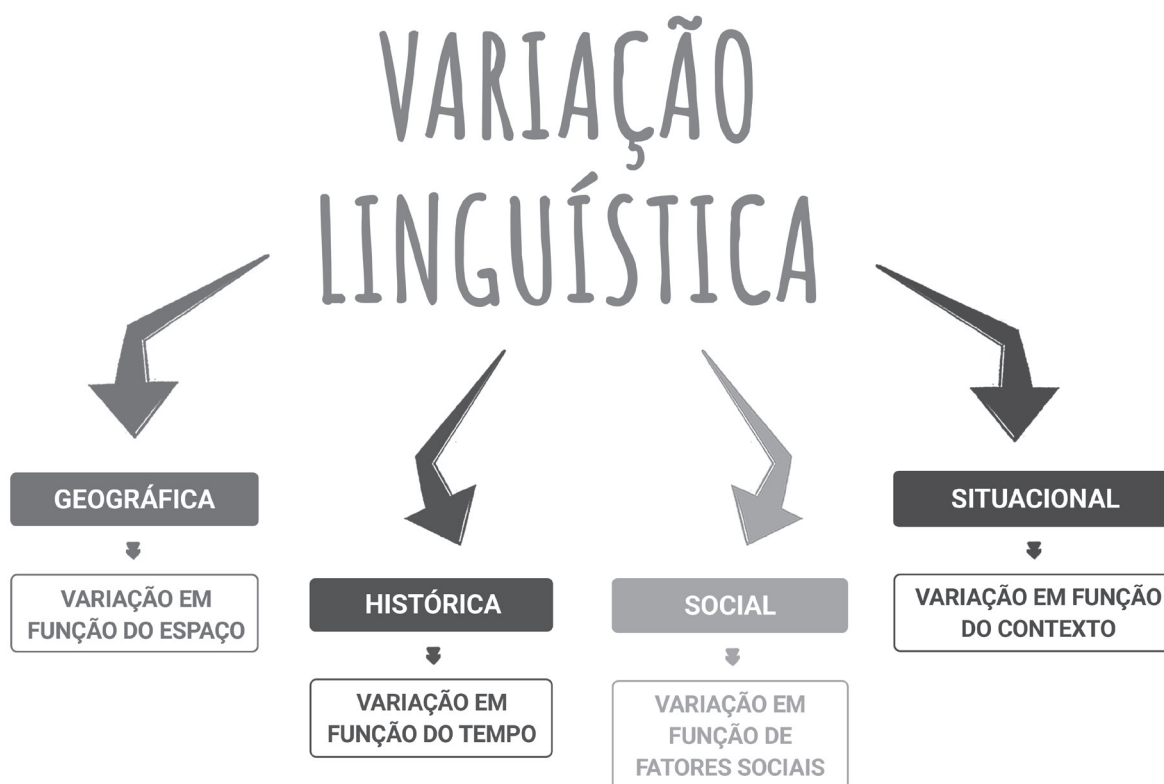 VARIAÇÃO
LINGUÍSTICA
GEOGRÁFICA
VARIAÇÃO EM
FUNÇÃO DO ESPAÇO
HISTÓRICA
VARIAÇÃO EM
FUNÇÃO DO TEMPO
SOCIAL
VARIAÇÃO EM
FUNÇÃO DE
FATORES SOCIAIS
SITUACIONAL
VARIAÇÃO EM FUNÇÃO
DO CONTEXTO